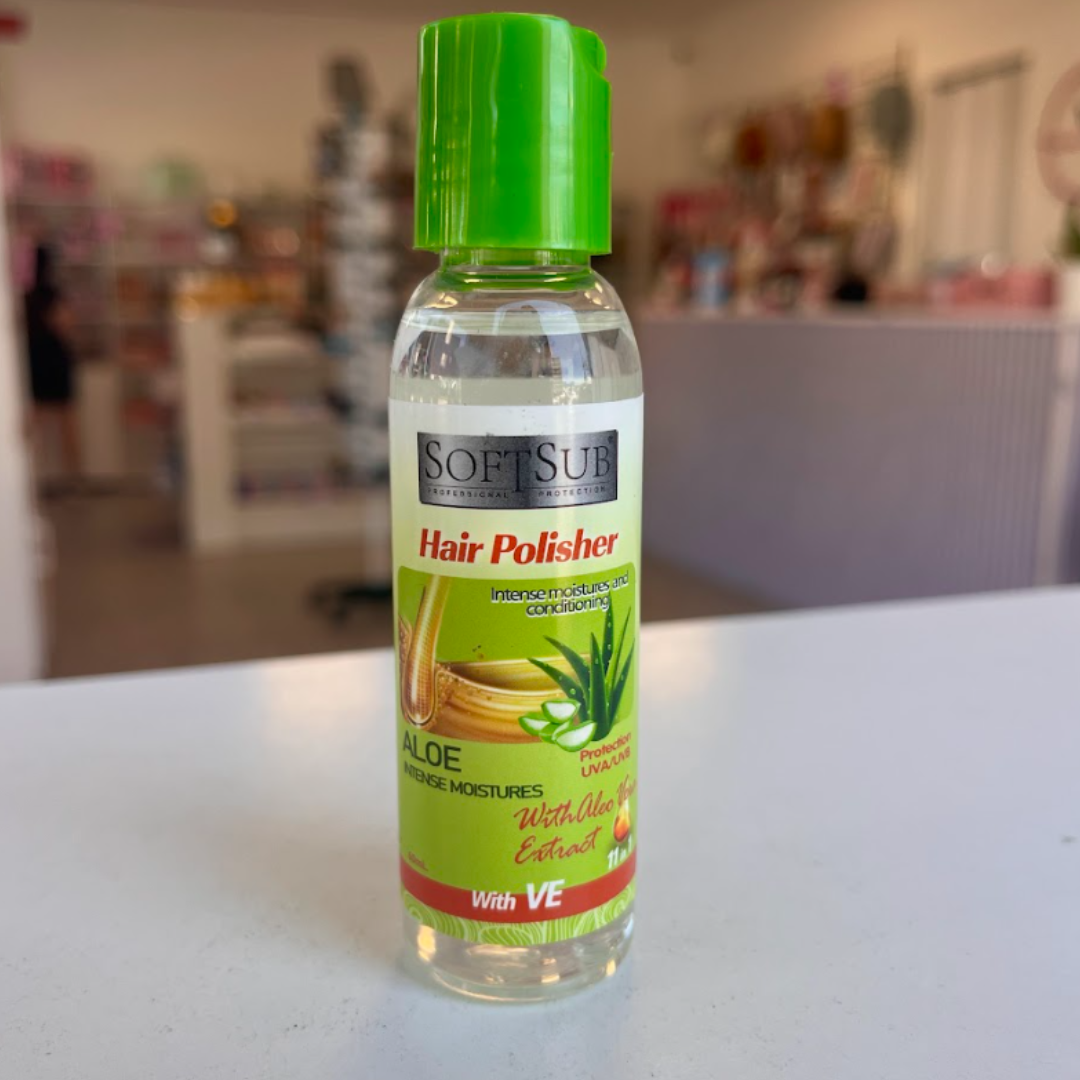 SOFTSUB
PROFESSIONAL PROTECTION
Hair Polisher
Intense moistures and
conditioning
ALOE
INTENSE MOISTURES
Protection
UVA/UVB
With Aleo Vera
Extract
With VE